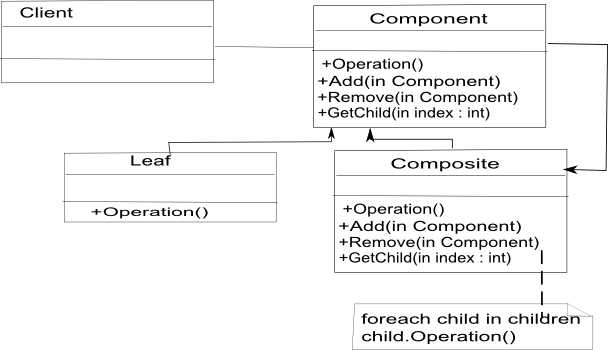 Client
Component
+Operation()
+Add(in Component)
+Remove(in Component)
+GetChild(in index : int)
Leaf
+Operation()
Composite
+Operation()
+Add(in Component)
+Remove(in Component)
+GetChild(in index : int)
foreach child in children
child.Operation()